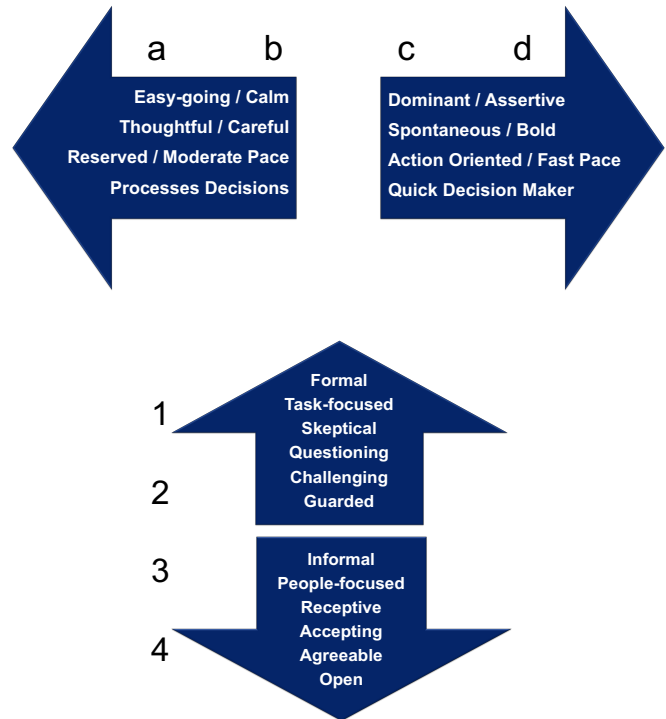 a b c d
Easy-going / Calm
Thoughtful / Careful
Reserved / Moderate Pace
Processes Decisions
Dominant / Assertive
Spontaneous / Bold
Action Oriented / Fast Pace
Quick Decision Maker
1
2
Formal
Task-focused
Skeptical
Questioning
Challenging
Guarded
3
4
Informal
People-focused
Receptive
Accepting
Agreeable
Open